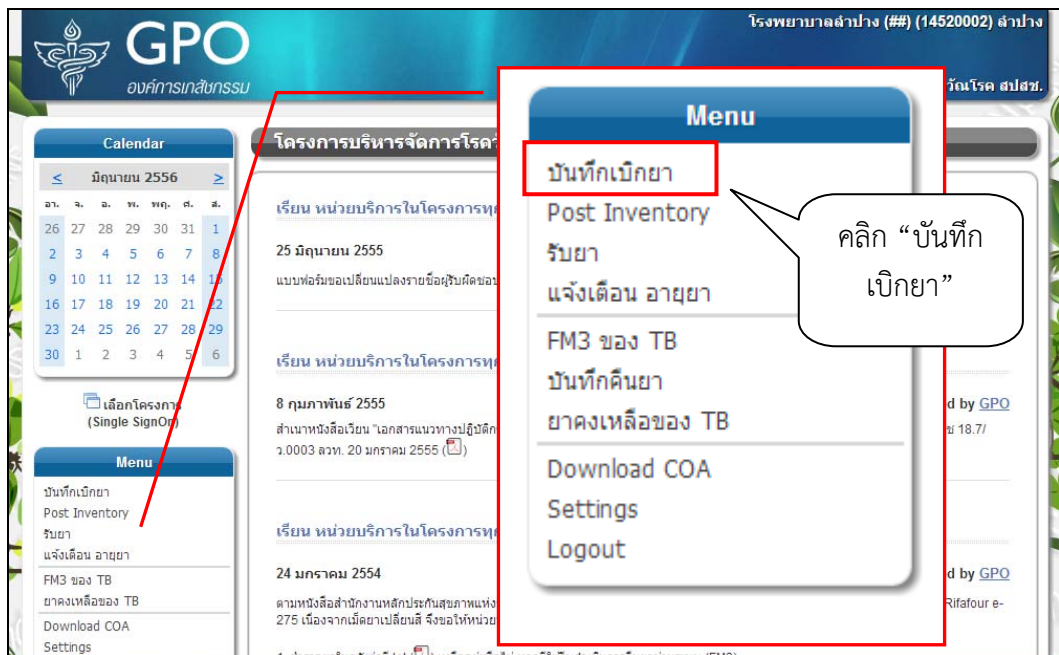 โรงพยาบาลลำปาง (##) (14520002) ลำปาง
GPO
องค์การเภสัชกรรม
วัณโรค สปสช.
Calendar
< มิถุนายน 2556 >
อา. จ. อ. พ. พฤ. ศ. ส.
26 27 28 29 30 31 1
2 3 4 5 6 7 8
9 10 11 12 13 14 15
16 17 18 19 20 21 22
23 24 25 26 27 28 29
30 1 2 3 4 5 6
เลือกโครงการ
(Single SignOn)
Menu
บันทึกเบิกยา
Post Inventory
รับยา
แจ้งเตือน อายุยา
FM3 ของ TB
ยาคงเหลือของ TB
Download COA
Settings
โครงการบริหารจัดการโรควั
เรียน หน่วยบริการในโครงการทุ
25 มิถุนายน 2555
แบบฟอร์มขอเปลี่ยนแปลงรายชื่อผู้รับผิดชอบ
เรียน หน่วยบริการในโครงการทุ
8 กุมภาพันธ์ 2555
d by GPO
สำเนาหนังสือเวียน "เอกสารแนวทางปฏิบัติก
ช 18.7/
ว.0003 ลวท. 20 มกราคม 2555 ( )
เรียน หน่วยบริการในโครงการทุ
24 มกราคม 2554
d by GPO
ตามหนังสือสำนักงานหลักประกันสุขภาพแห่ง
Rifafour e-
275 เนื่องจากเม็ดยาเปลี่ยนสี จึงขอให้หน่วย
Menu
บันทึกเบิกยา
Post Inventory
รับยา
แจ้งเตือน อายุยา
FM3 ของ TB
บันทึกคืนยา
ยาคงเหลือของ TB
Download COA
Settings
Logout
คลิก “บันทึก
เบิกยา”